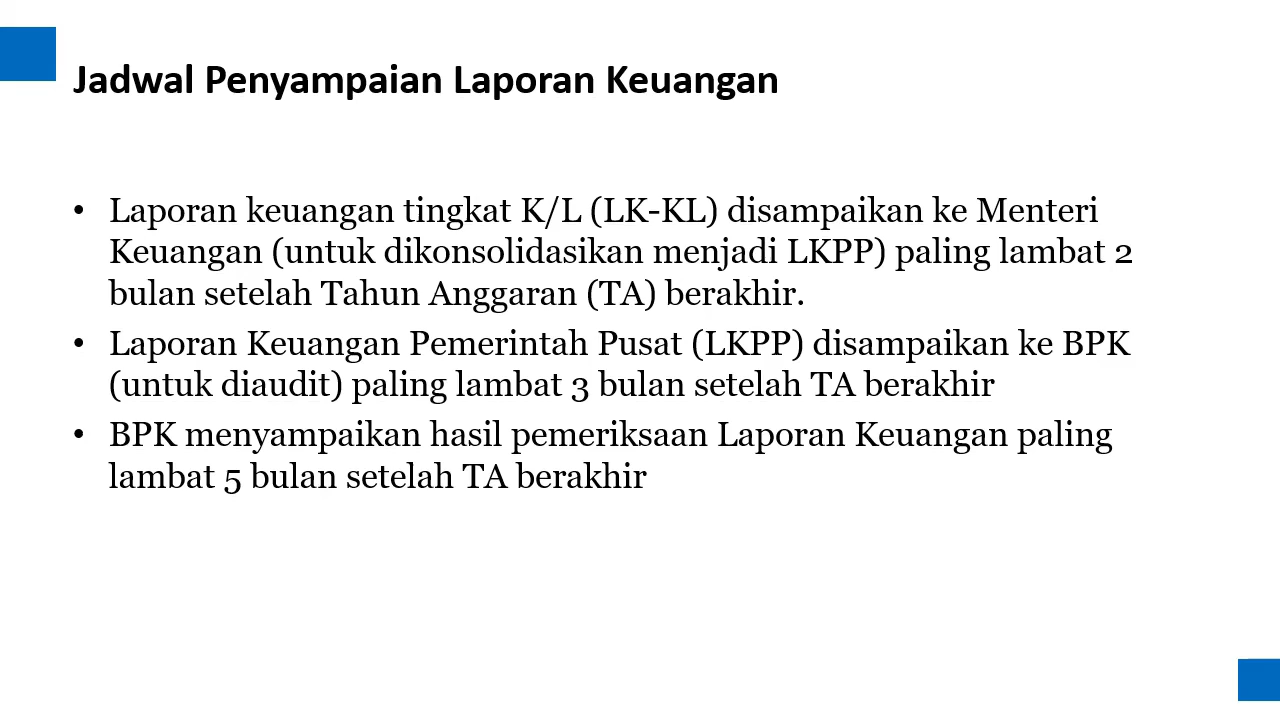 Jadwal Penyampaian Laporan Keuangan
• Laporan keuangan tingkat K/L (LK-KL) disampaikan ke Menteri
Keuangan (untuk dikonsolidasikan menjadi LKPP) paling lambat 2
bulan setelah Tahun Anggaran (TA) berakhir.
• Laporan Keuangan Pemerintah Pusat (LKPP) disampaikan ke BPK
(untuk diaudit) paling lambat 3 bulan setelah TA berakhir
• BPK menyampaikan hasil pemeriksaan Laporan Keuangan paling
lambat 5 bulan setelah TA berakhir